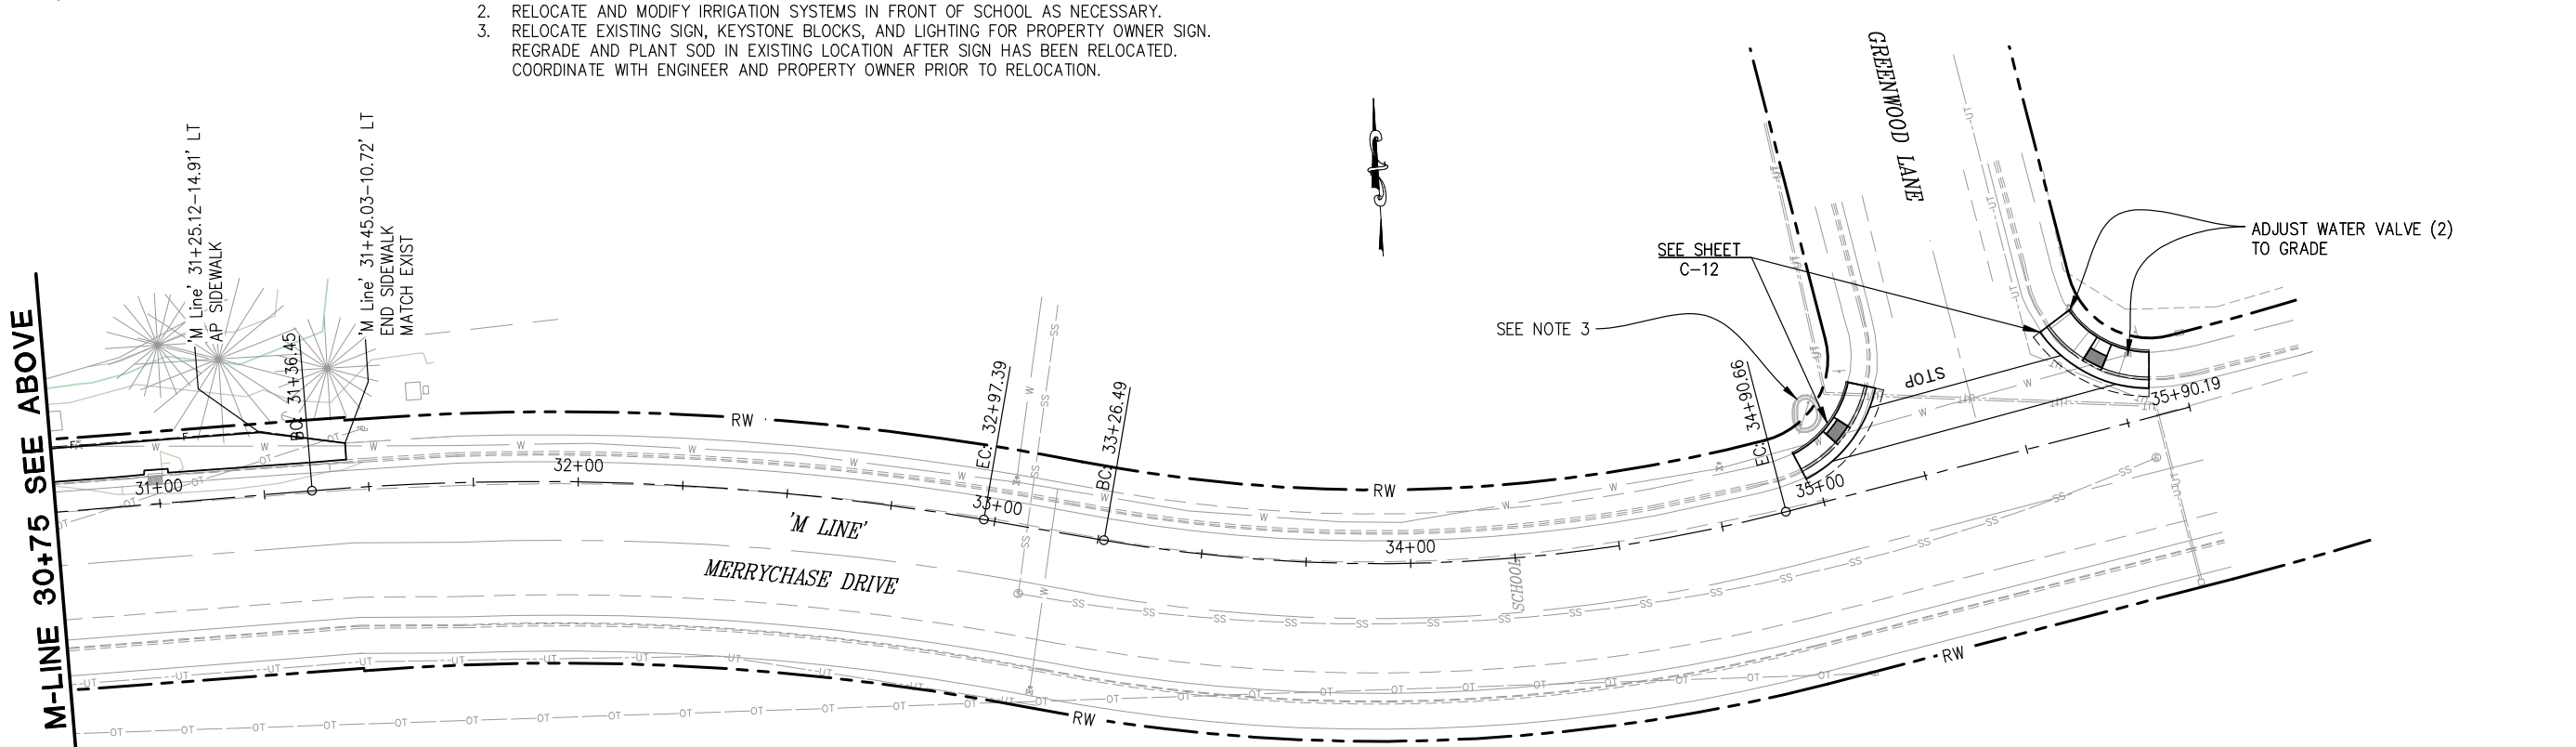 2. RELOCATE AND MODIFY IRRIGATION SYSTEMS IN FRONT OF SCHOOL AS NECESSARY.
3. RELOCATE EXISTING SIGN, KEYSTONE BLOCKS, AND LIGHTING FOR PROPERTY OWNER SIGN.
REGRADE AND PLANT SOD IN EXISTING LOCATION AFTER SIGN HAS BEEN RELOCATED.
COORDINATE WITH ENGINEER AND PROPERTY OWNER PRIOR TO RELOCATION.
GREENWOOD LANE
'M Line' 31+25.12-14.91' LT
AP SIDEWALK
'M Line' 31+45.03-10.72' LT
END SIDEWALK
MATCH EXIST
ADJUST WATER VALVE (2)
TO GRADE
SEE SHEET
C-12
SEE NOTE 3
M-LINE 30+75 SEE ABOVE
BC: 31+36.45
EC: 32+97.39
BC: 33+26.49
EC: 34+90.66
STOP
35+90.19
RW
RW
31+00
32+00
33+00
34+00
35+00
'M LINE'
MERRYCHASE DRIVE
SCHOOL
RW
RW